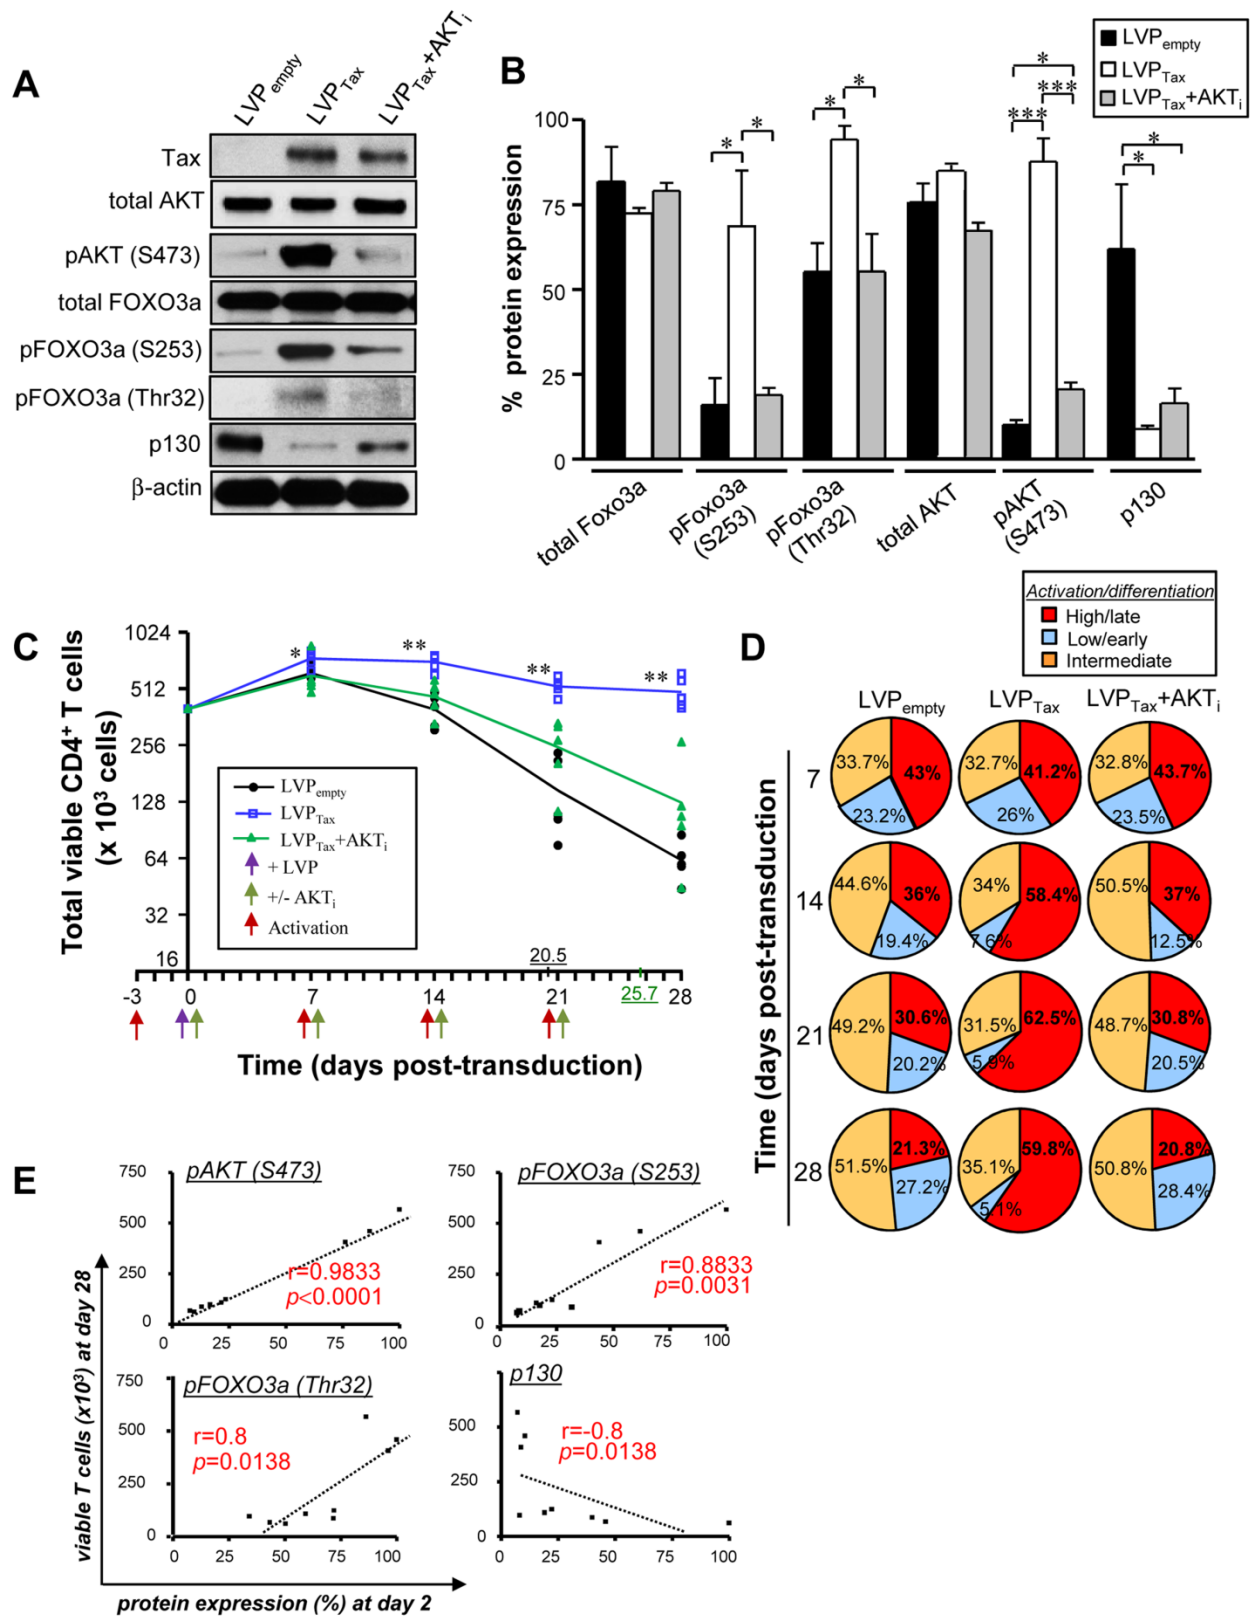 A
LVPempty
LVPTax
LVPTax+AKTi
Tax
total AKT
pAKT (S473)
total FOXO3a
pFOXO3a (S253)
pFOXO3a (Thr32)
p130
β-actin
B
LVPempty
LVPTax
LVPTax+AKTi
% protein expression
100
75
50
25
0
* * * * *** *** * * *
total Foxo3a
pFoxo3a
(S253)
pFoxo3a
(Thr32)
total AKT
pAKT
(S473)
p130
C
Total viable CD4+ T cells
(x 10³ cells)
1024
512
256
128
64
32
16
* ** ** **
LVPempty
LVPTax
LVPTax+AKTi
+ LVP
+/- AKTi
Activation
20.5
25.7
-3 0 7 14 21 28
Time (days post-transduction)
D
Activation/differentiation
High/late
Low/early
Intermediate
LVPempty LVPTax LVPTax+AKTi
Time (days post-transduction)
7
33.7% 43% 23.2%
32.7% 41.2% 26%
32.8% 43.7% 23.5%
14
44.6% 36% 19.4%
34% 58.4% 7.6%
50.5% 37% 12.5%
21
49.2% 30.6% 20.2%
31.5% 62.5% 5.9%
48.7% 30.8% 20.5%
28
51.5% 21.3% 27.2%
35.1% 59.8% 5.1%
50.8% 20.8% 28.4%
E
viable T cells (x10³) at day 28
pAKT (S473)
750
500
250
0
r=0.9833
p<0.0001
0 25 50 75 100
pFOXO3a (S253)
750
500
250
0
r=0.8833
p=0.0031
0 25 50 75 100
pFOXO3a (Thr32)
750
500
250
0
r=0.8
p=0.0138
0 25 50 75 100
p130
500
250
0
r=-0.8
p=0.0138
0 25 50 75 100
protein expression (%) at day 2